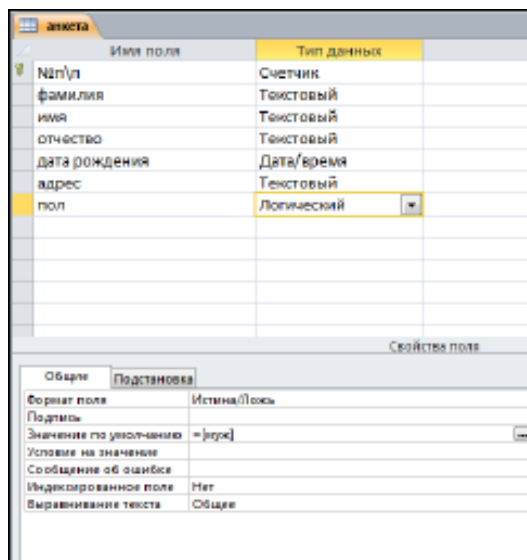 анкета
Имя поля Тип данных
№п\п Счетчик
фамилия Текстовый
имя Текстовый
отчество Текстовый
дата рождения Дата/время
адрес Текстовый
пол Логический
Свойства поля
Общие Подстановка
Формат поля Истина/Ложь
Подпись
Значение по умолчанию =[муж]
Условие на значение
Сообщение об ошибке
Индексированное поле Нет
Выравнивание текста Общее